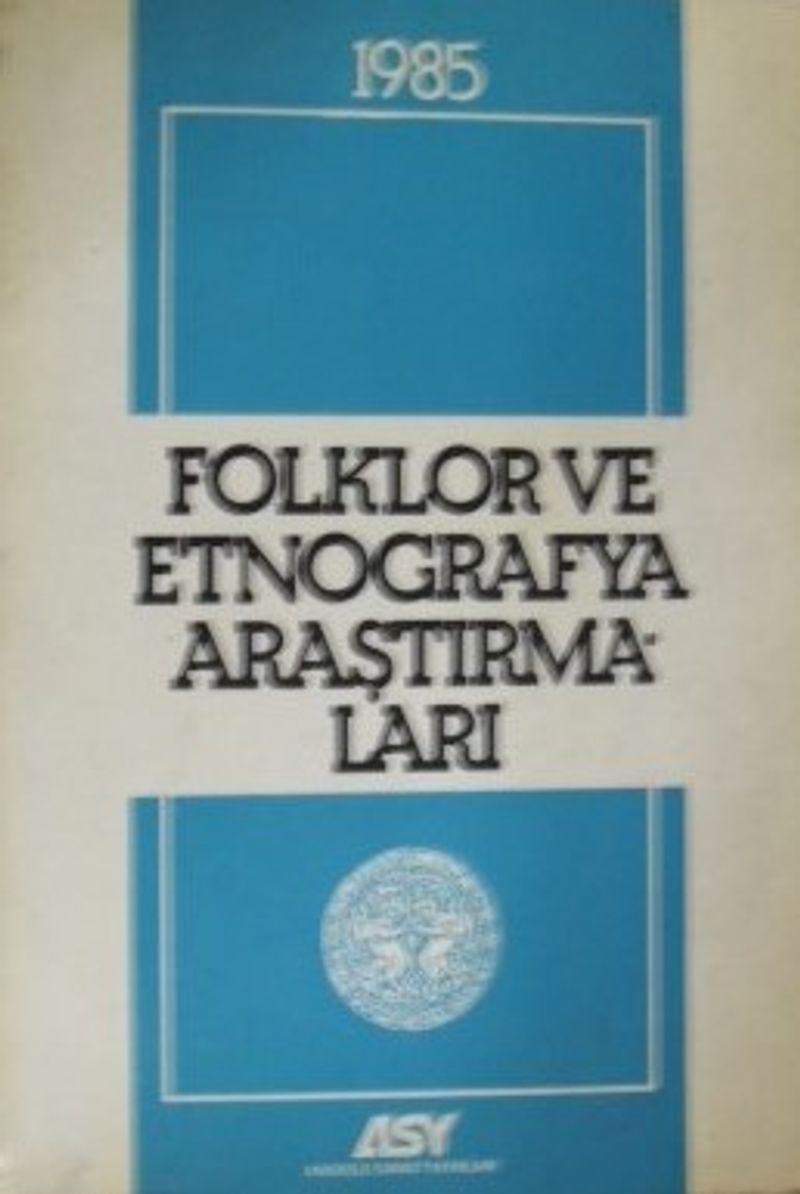 1985
FOLKLOR VE
ETNOGRAFYA
ARAŞTIRMA-
LARI
ASY